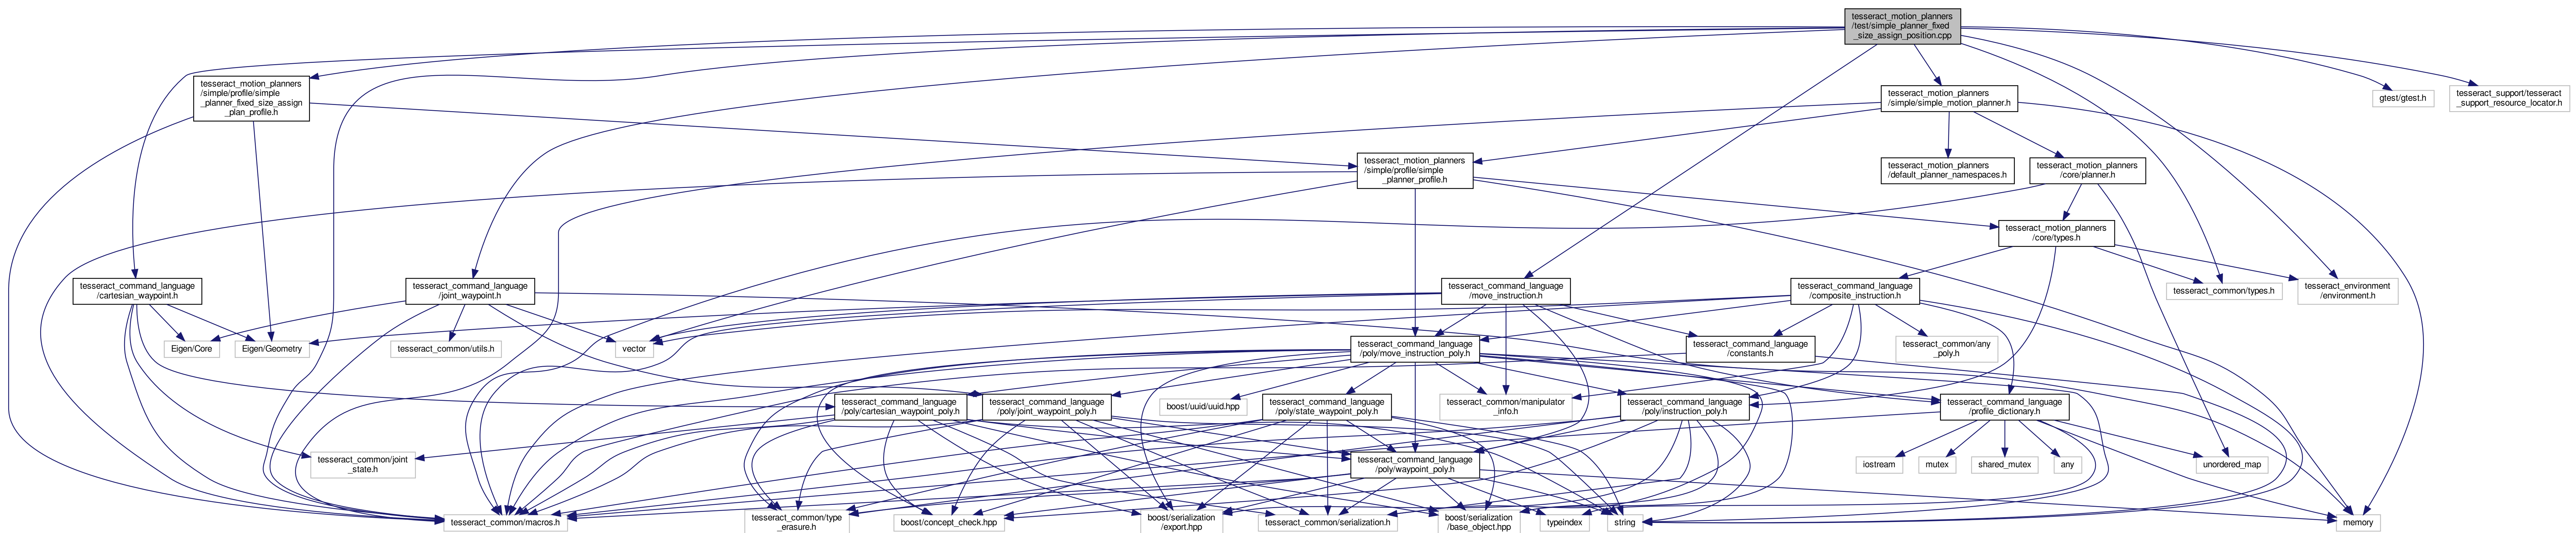 tesseract_motion_planners
/test/simple_planner_fixed
_size_assign_position.cpp
tesseract_motion_planners
/simple/profile/simple
_planner_fixed_size_assign
_plan_profile.h
tesseract_motion_planners
/simple/simple_motion_planner.h
gtest/gtest.h
tesseract_support/tesseract
_support_resource_locator.h
tesseract_motion_planners
/simple/profile/simple
_planner_profile.h
tesseract_motion_planners
/default_planner_namespaces.h
tesseract_motion_planners
/core/planner.h
tesseract_motion_planners
/core/types.h
tesseract_command_language
/cartesian_waypoint.h
tesseract_command_language
/joint_waypoint.h
tesseract_command_language
/move_instruction.h
tesseract_command_language
/composite_instruction.h
tesseract_common/types.h
tesseract_environment
/environment.h
Eigen/Core
Eigen/Geometry
tesseract_common/utils.h
vector
tesseract_command_language
/poly/move_instruction_poly.h
tesseract_command_language
/constants.h
tesseract_common/any
_poly.h
tesseract_command_language
/poly/cartesian_waypoint_poly.h
tesseract_command_language
/poly/joint_waypoint_poly.h
boost/uuid/uuid.hpp
tesseract_command_language
/poly/state_waypoint_poly.h
tesseract_common/manipulator
_info.h
tesseract_command_language
/poly/instruction_poly.h
tesseract_command_language
/profile_dictionary.h
tesseract_common/joint
_state.h
tesseract_command_language
/poly/waypoint_poly.h
iostream
mutex
shared_mutex
any
unordered_map
tesseract_common/macros.h
tesseract_common/type
_erasure.h
boost/concept_check.hpp
boost/serialization
/export.hpp
tesseract_common/serialization.h
boost/serialization
/base_object.hpp
typeindex
string
memory